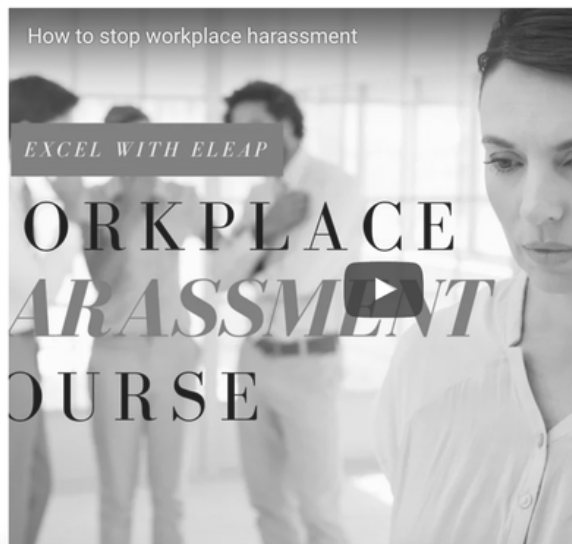 How to stop workplace harassment
EXCEL WITH ELEAP
ORKPLACE
ARASSMENT
OURSE